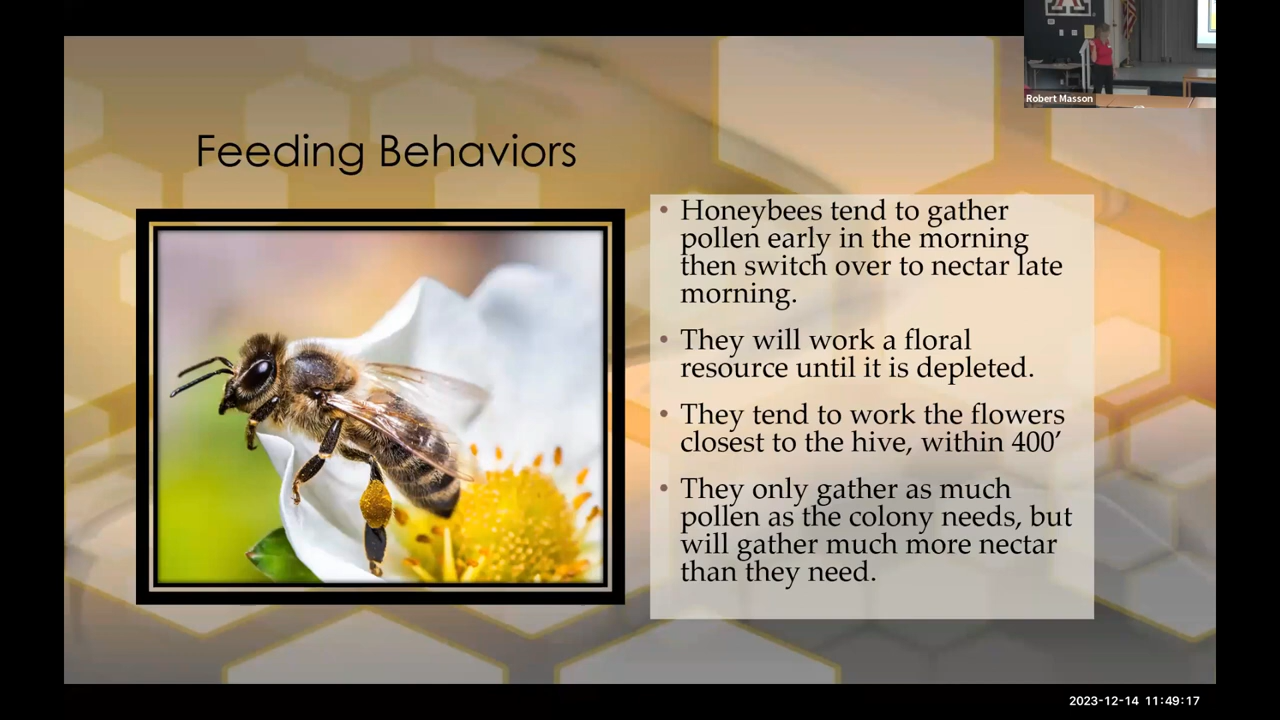 Robert Masson
Feeding Behaviors
• Honeybees tend to gather
pollen early in the morning
then switch over to nectar late
morning.
• They will work a floral
resource until it is depleted.
• They tend to work the flowers
closest to the hive, within 400’
• They only gather as much
pollen as the colony needs, but
will gather much more nectar
than they need.
2023-12-14 11:49:17